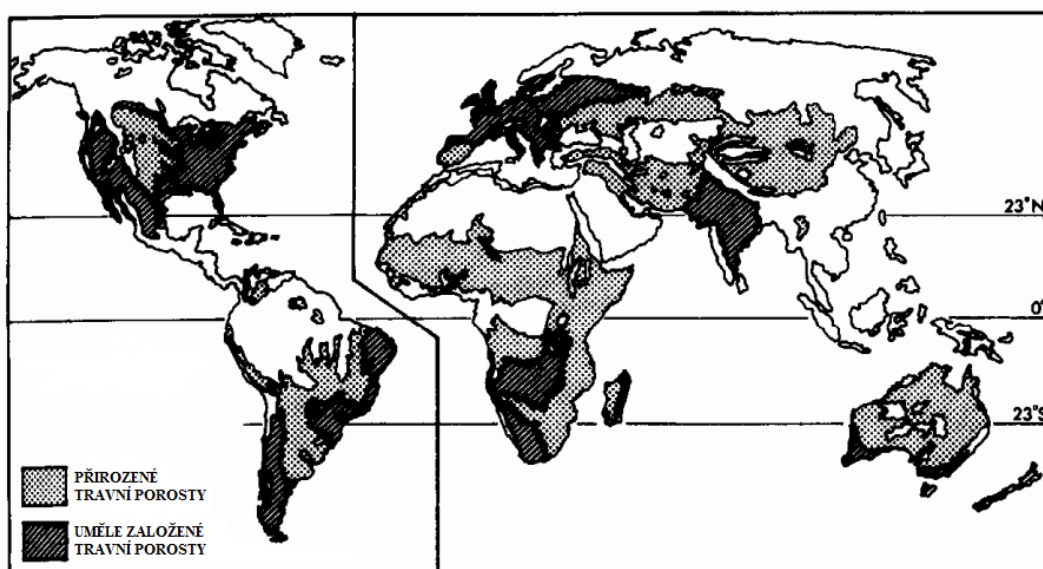 23°N
0°
23°S
PŘIROZENÉ
TRAVNÍ POROSTY
UMĚLE ZALOŽENÉ
TRAVNÍ POROSTY